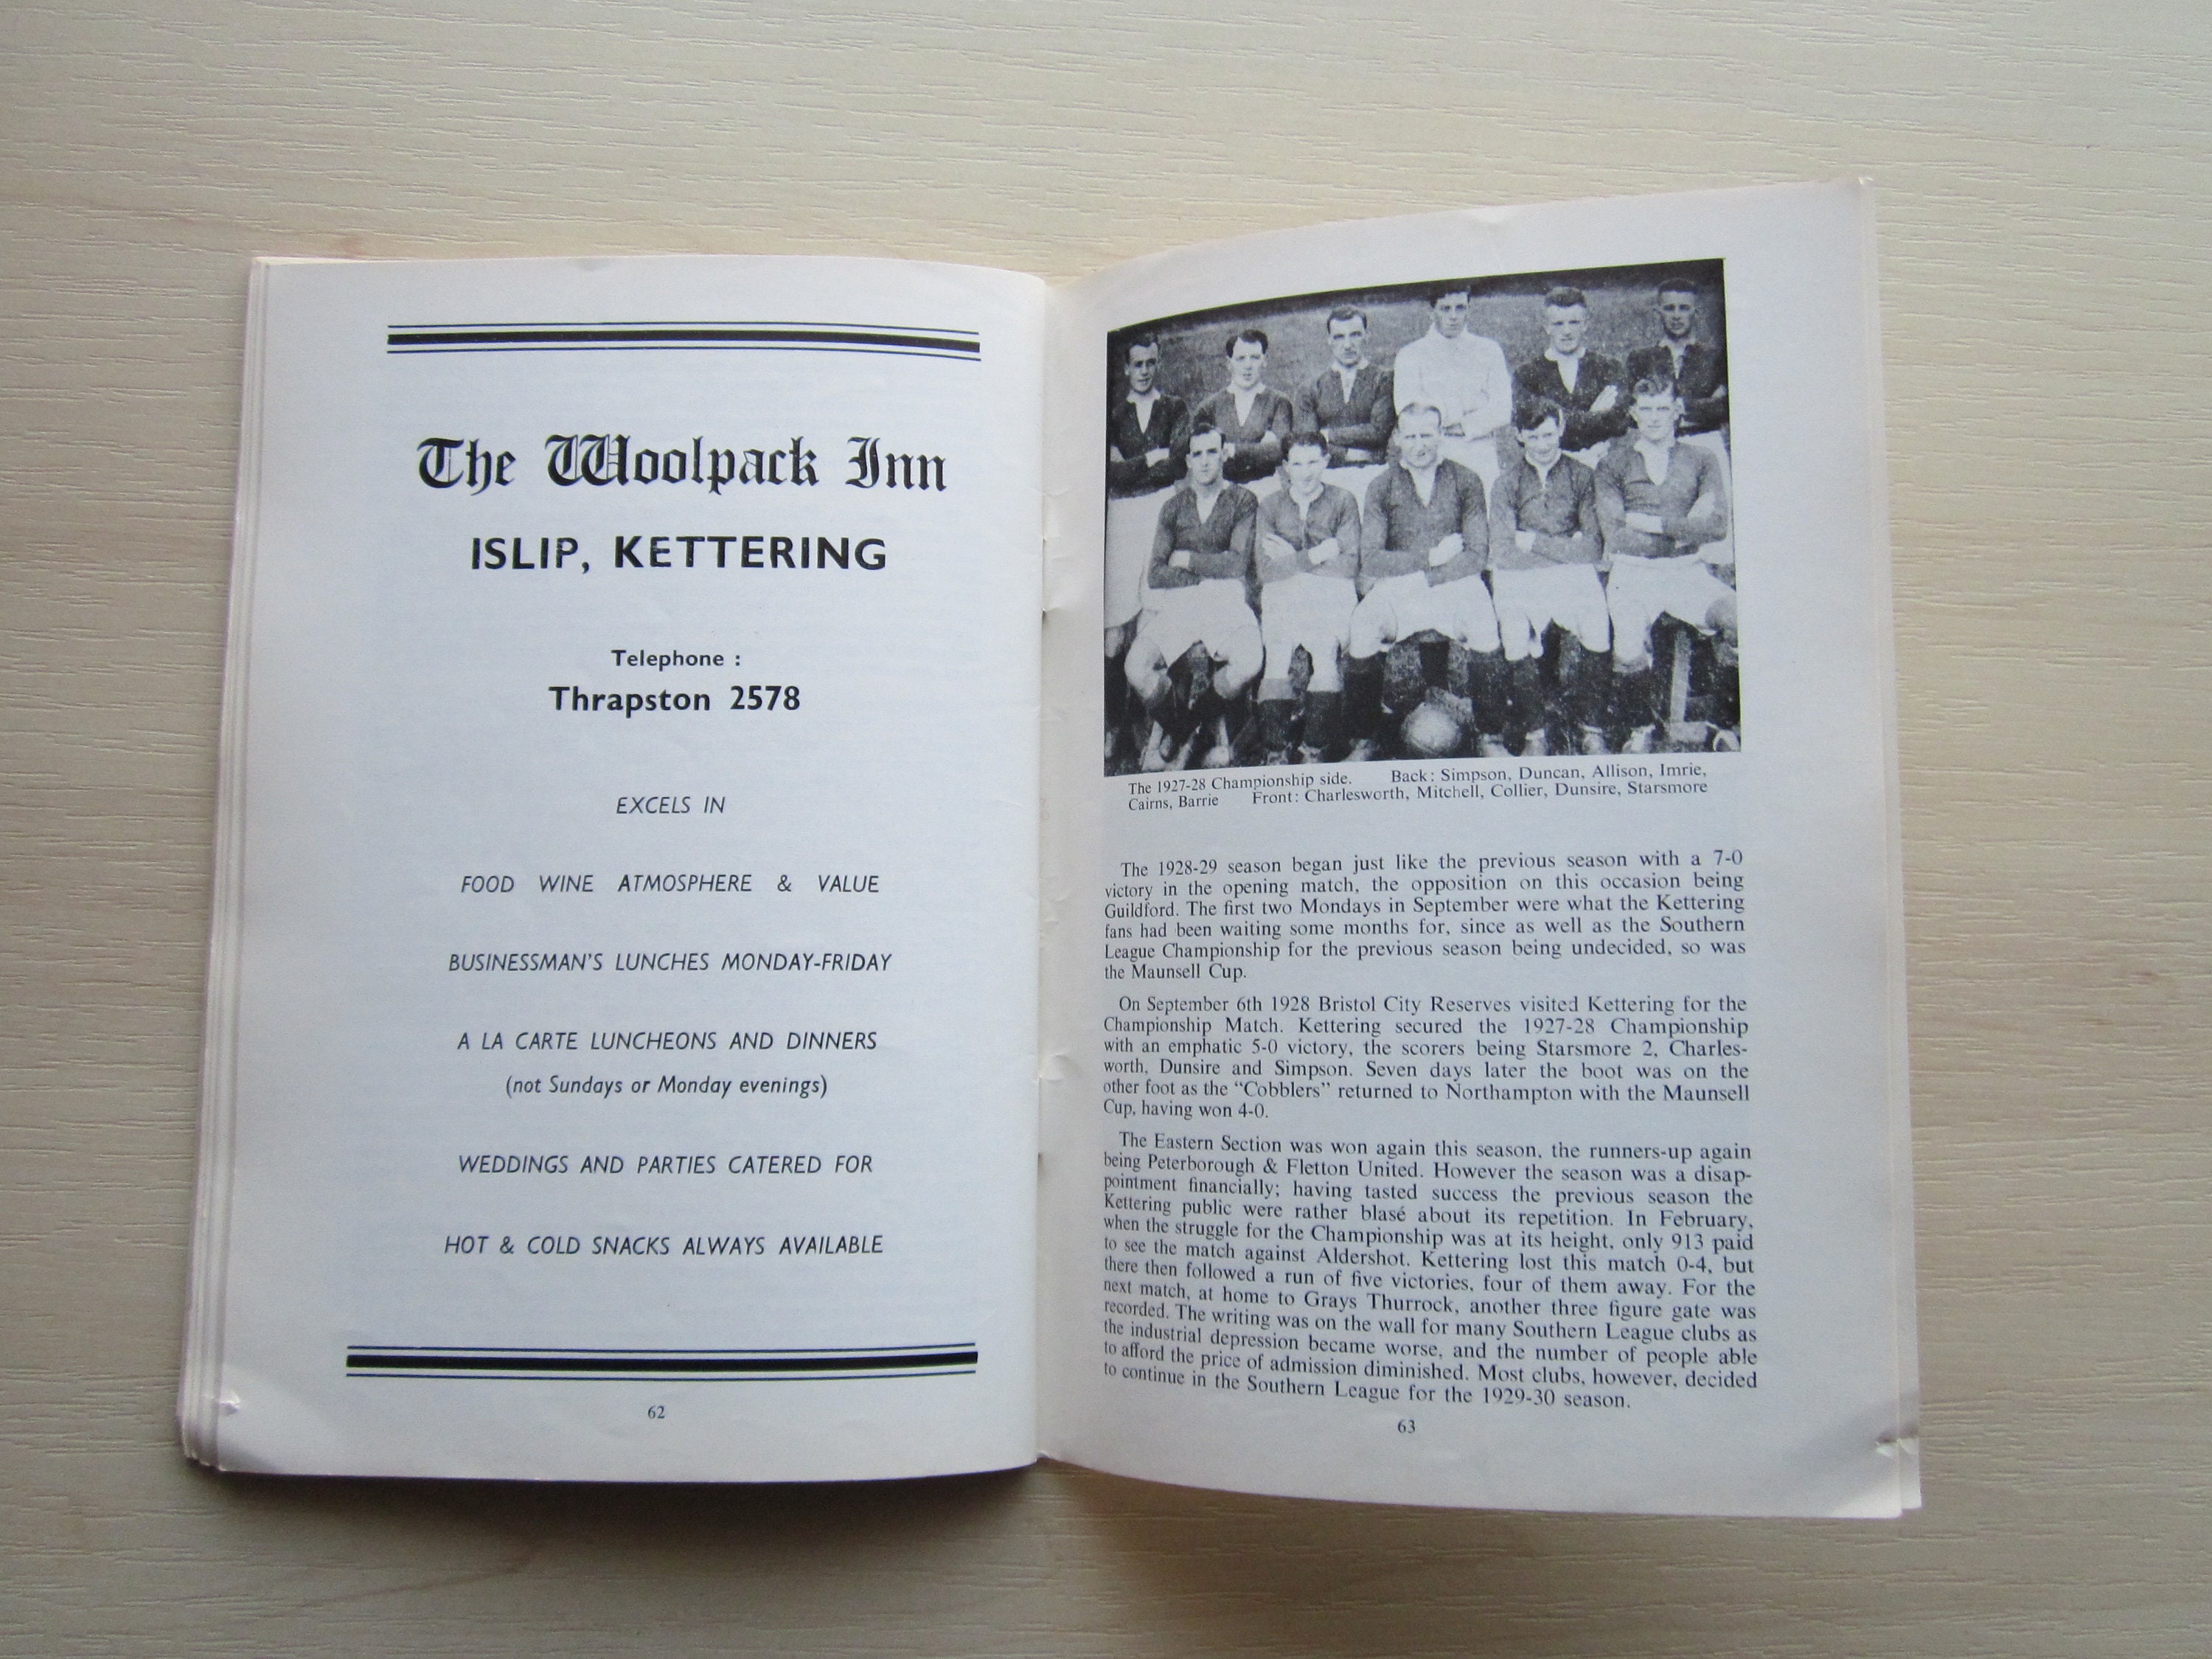 The Woolpack Inn
ISLIP, KETTERING
Telephone :
Thrapston 2578
EXCELS IN
FOOD WINE ATMOSPHERE & VALUE
BUSINESSMAN'S LUNCHES MONDAY-FRIDAY
A LA CARTE LUNCHEONS AND DINNERS
(not Sundays or Monday evenings)
WEDDINGS AND PARTIES CATERED FOR
HOT & COLD SNACKS ALWAYS AVAILABLE
62
The 1927-28 Championship side. Back: Simpson, Duncan, Allison, Imrie,
Cairns, Barrie Front: Charlesworth, Mitchell, Collier, Dunsire, Starsmore
The 1928-29 season began just like the previous season with a 7-0
victory in the opening match, the opposition on this occasion being
Guildford. The first two Mondays in September were what the Kettering
fans had been waiting some months for, since as well as the Southern
League Championship for the previous season being undecided, so was
the Maunsell Cup.
On September 6th 1928 Bristol City Reserves visited Kettering for the
Championship Match. Kettering secured the 1927-28 Championship
with an emphatic 5-0 victory, the scorers being Starsmore 2, Charles-
worth, Dunsire and Simpson. Seven days later the boot was on the
other foot as the "Cobblers" returned to Northampton with the Maunsell
Cup, having won 4-0.
The Eastern Section was won again this season, the runners-up again
being Peterborough & Fletton United. However the season was a disap-
pointment financially; having tasted success the previous season the
Kettering public were rather blasé about its repetition. In February,
when the struggle for the Championship was at its height, only 913 paid
to see the match against Aldershot. Kettering lost this match 0-4, but
there then followed a run of five victories, four of them away. For the
next match, at home to Grays Thurrock, another three figure gate was
recorded. The writing was on the wall for many Southern League clubs as
the industrial depression became worse, and the number of people able
to afford the price of admission diminished. Most clubs, however, decided
to continue in the Southern League for the 1929-30 season.
63